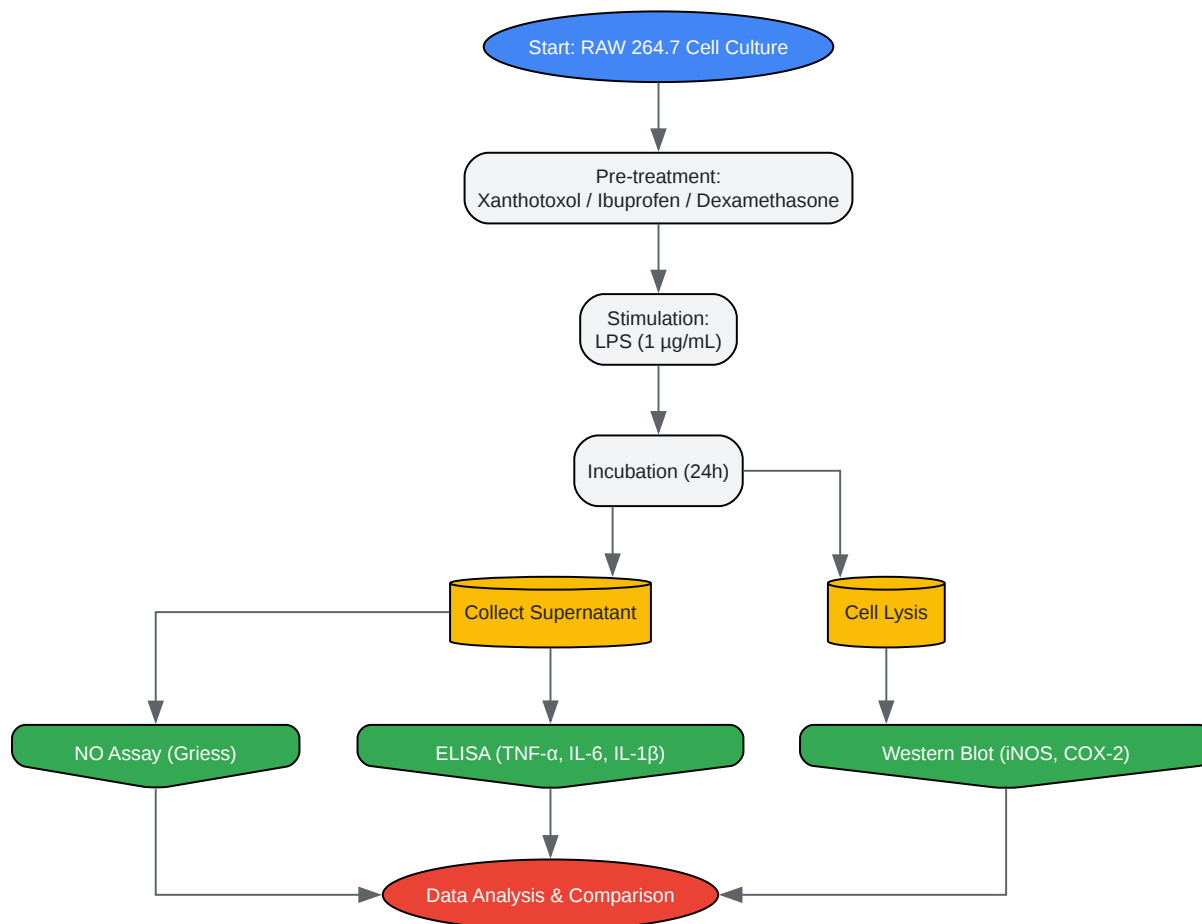 Start: RAW 264.7 Cell Culture
Pre-treatment:
Xanthotoxol / Ibuprofen / Dexamethasone
Stimulation:
LPS (1 µg/mL)
Incubation (24h)
Collect Supernatant
Cell Lysis
NO Assay (Griess)
ELISA (TNF-α, IL-6, IL-1β)
Western Blot (iNOS, COX-2)
Data Analysis & Comparison